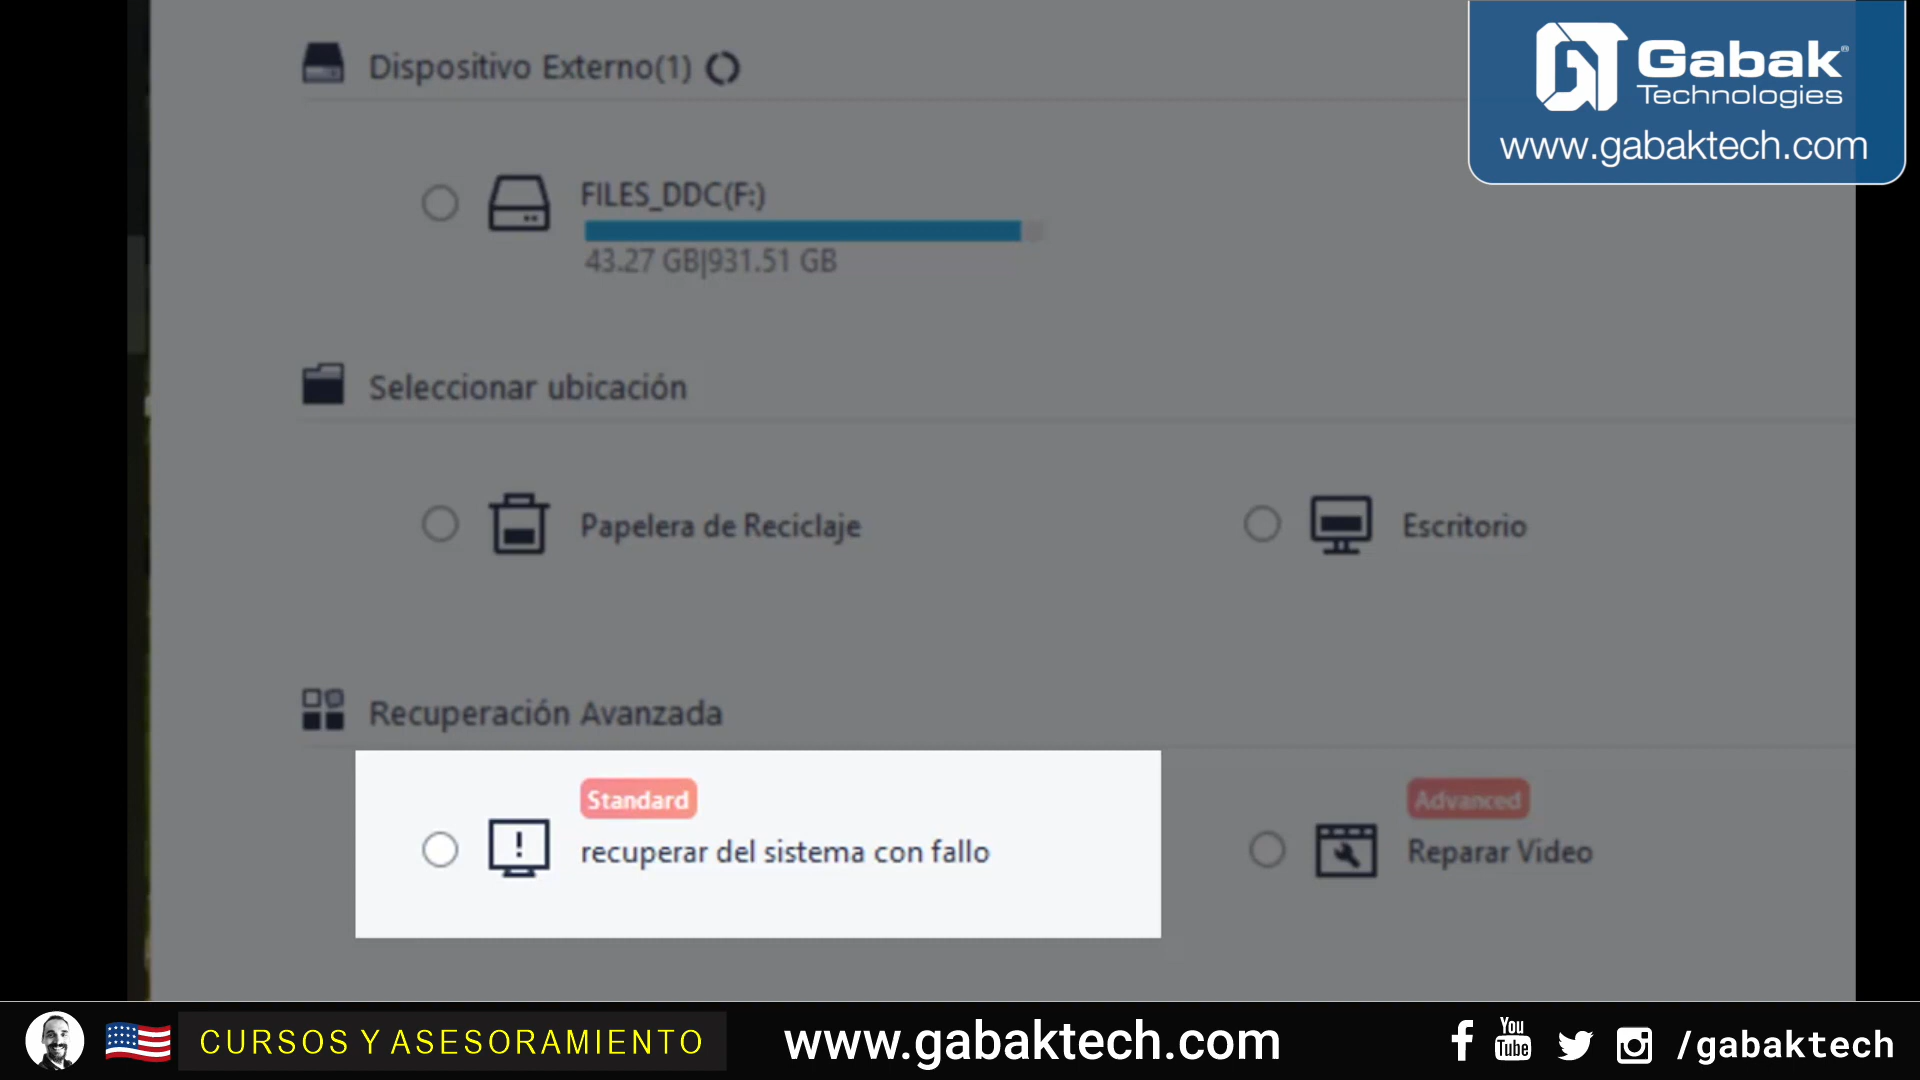 Dispositivo Externo(1)
Gabak®
Technologies
www.gabaktech.com
FILES_DDC(F:)
43.27 GB|931.51 GB
Seleccionar ubicación
Papelera de Reciclaje
Escritorio
Recuperación Avanzada
Standard
recuperar del sistema con fallo
Advanced
Reparar Video
CURSOS Y ASESORAMIENTO
www.gabaktech.com
You
Tube
/gabaktech